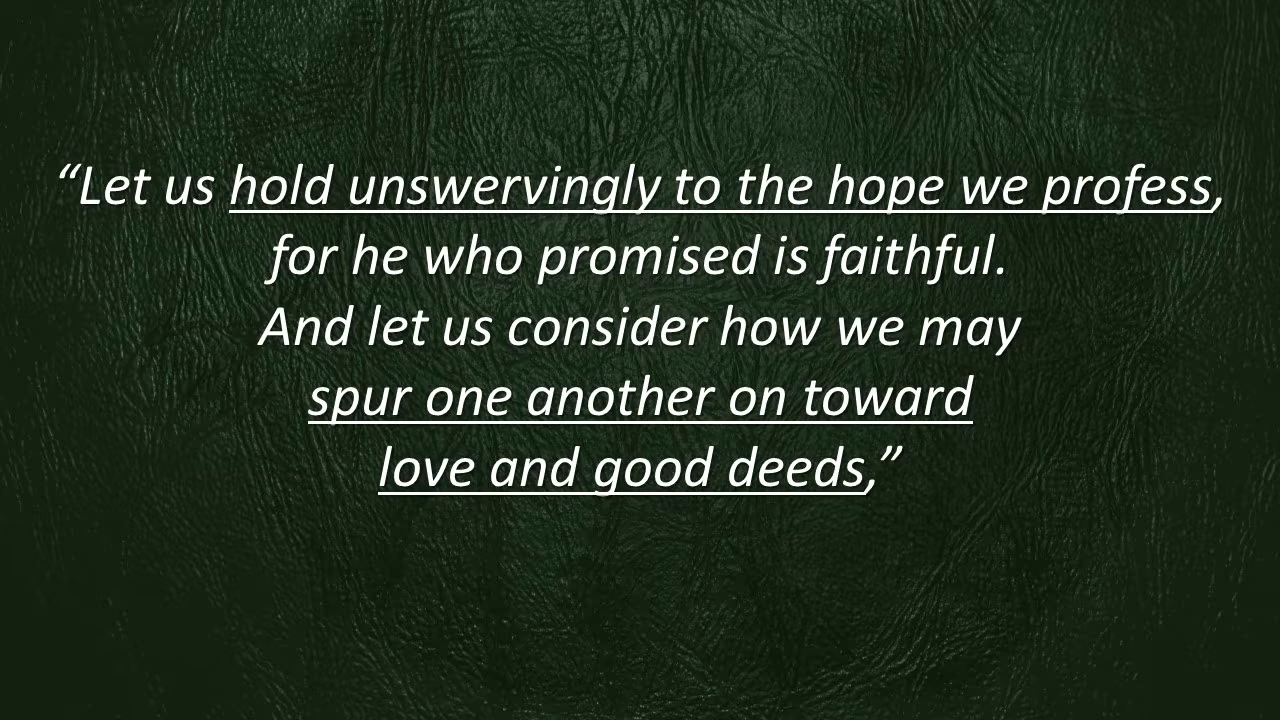 “Let us hold unswervingly to the hope we profess,
for he who promised is faithful.
And let us consider how we may
spur one another on toward
love and good deeds,”